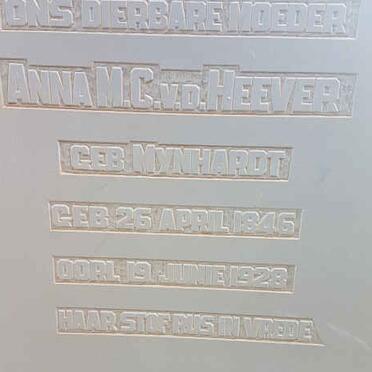 ONS DIERBARE MOEDER
ANNA M.C. V.D. HEEVER
GEB. MYNHARDT
GEB. 26 APRIL 1846
OORL. 19 JUNIE 1928
HAAR STOF RUS IN VREDE